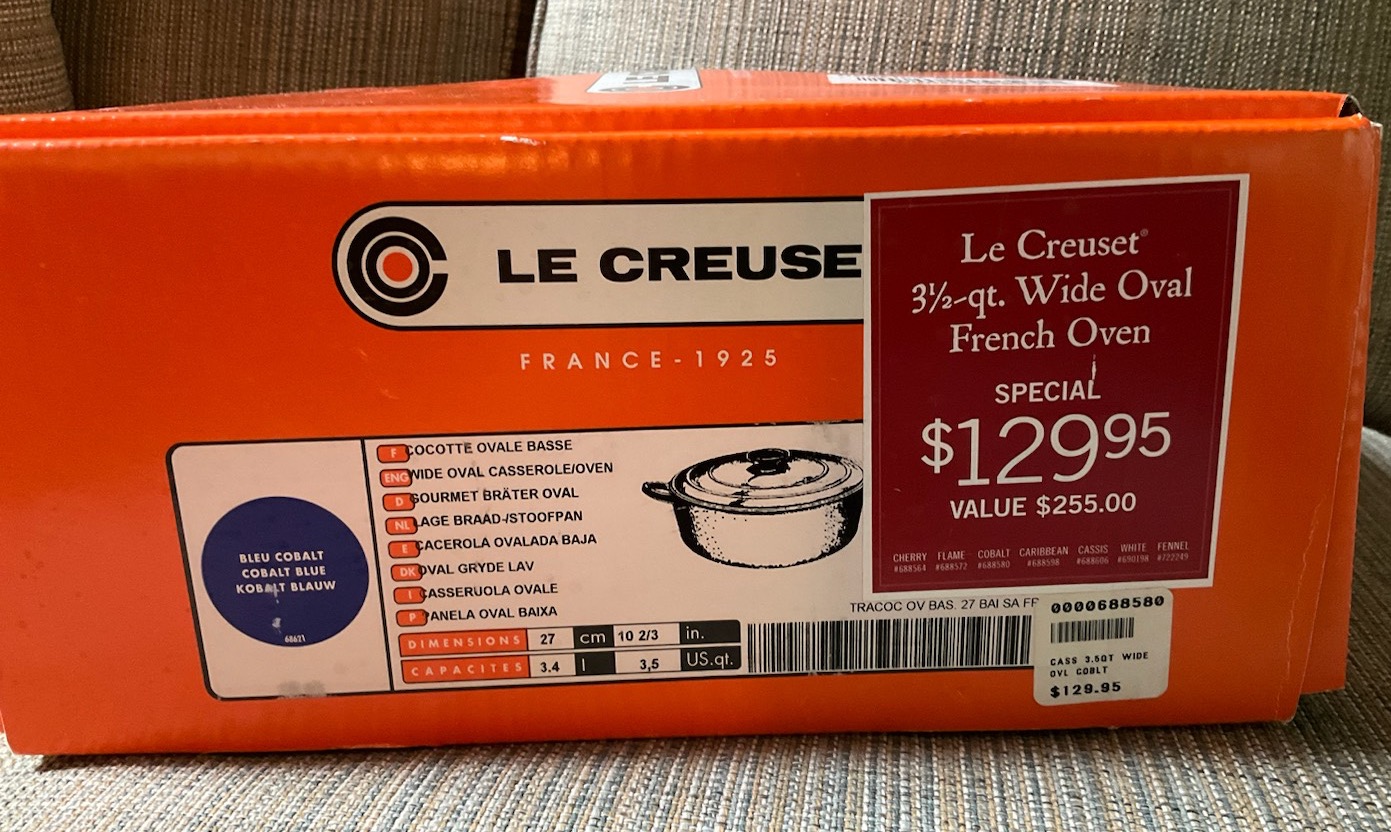 LE CREUSE
FRANCE-1925
Le Creuset®
3½-qt. Wide Oval
French Oven
SPECIAL
$129.95
VALUE $255.00
CHERRY FLAME COBALT CARIBBEAN CASSIS WHITE FENNEL
#688564 #688572 #688580 #688598 #688606 #690198 #722249
BLEU COBALT
COBALT BLUE
KOBALT BLAUW
68621
F COCOTTE OVALE BASSE
ENG WIDE OVAL CASSEROLE/OVEN
D GOURMET BRÄTER OVAL
NL LAGE BRAAD-/STOOFPAN
E CACEROLA OVALADA BAJA
DK OVAL GRYDE LAV
I CASSERUOLA OVALE
P PANELA OVAL BAIXA
DIMENSIONS 27 cm 10 2/3 in.
CAPACITES 3.4 l 3,5 US.qt.
TRACOC OV BAS. 27 BAI SA FR
0000688580
CASS 3.5QT WIDE
OVL COBLT
$129.95